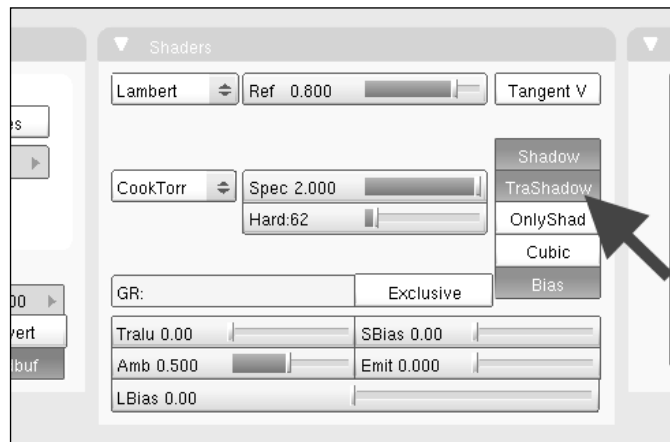 Shaders
Lambert Ref 0.800 Tangent V
es
Shadow
CookTorr Spec 2.000 TraShadow
Hard:62 OnlyShad
Cubic
GR: Exclusive Bias
00
Tralu 0.00 SBias 0.00
Amb 0.500 Emit 0.000
LBias 0.00
vert
lbuf